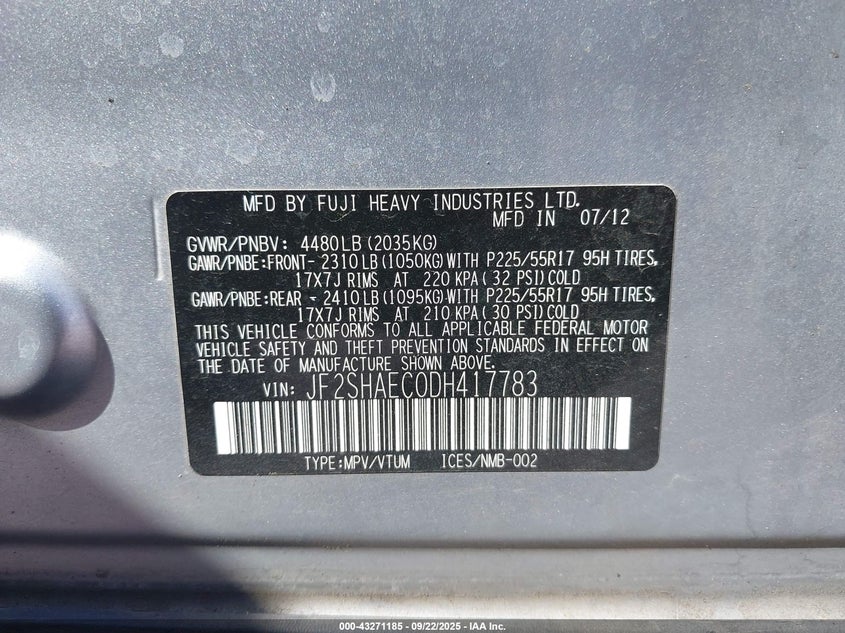 MFD BY FUJI HEAVY INDUSTRIES LTD.
MFD IN 07/12
GVWR/PNBV: 4480LB(2035KG)
GAWR/PNBE:FRONT- 2310LB(1050KG)WITH P225/55R17 95H TIRES,
17X7J RIMS AT 220 KPA( 32 PSI)COLD
GAWR/PNBE:REAR - 2410LB(1095KG)WITH P225/55R17 95H TIRES,
17X7J RIMS AT 210 KPA( 30 PSI)COLD
THIS VEHICLE CONFORMS TO ALL APPLICABLE FEDERAL MOTOR
VEHICLE SAFETY AND THEFT PREVENTION STANDARDS IN EFFECT ON
THE DATE OF MANUFACTURE SHOWN ABOVE.
VIN: JF2SHAEC0DH417783
TYPE:MPV/VTUM ICES/NMB-002
000-43271185 - 09/22/2025 - IAA Inc.